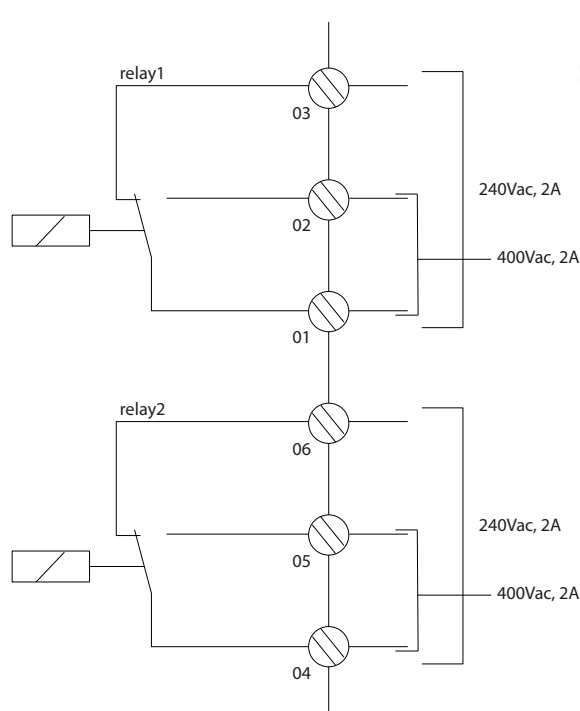 relay1
03
240Vac, 2A
02
400Vac, 2A
01
relay2
06
240Vac, 2A
05
400Vac, 2A
04